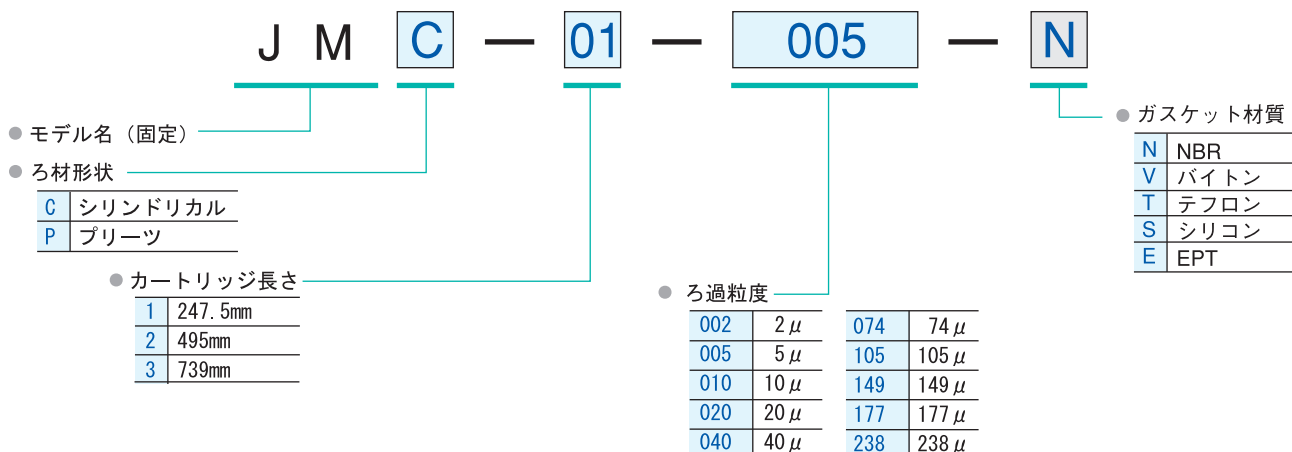 J M C — 01 — 005 — N
● モデル名（固定）
● ろ材形状
C シリンドリカル
P プリーツ
● カートリッジ長さ
1 247.5mm
2 495mm
3 739mm
● ろ過粒度
002 2μ 074 74μ
005 5μ 105 105μ
010 10μ 149 149μ
020 20μ 177 177μ
040 40μ 238 238μ
● ガスケット材質
N NBR
V バイトン
T テフロン
S シリコン
E EPT